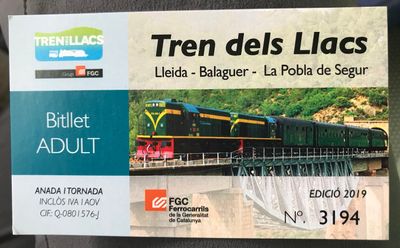 TRENdelsLLACS
Grup FGC
Tren dels Llacs
Lleida - Balaguer - La Pobla de Segur
Bitllet
ADULT
ANADA I TORNADA
INCLÒS IVA I AOV
CIF: Q-0801576-J
FGC
Ferrocarrils
de la Generalitat
de Catalunya
EDICIÓ 2019
Nº. 3194